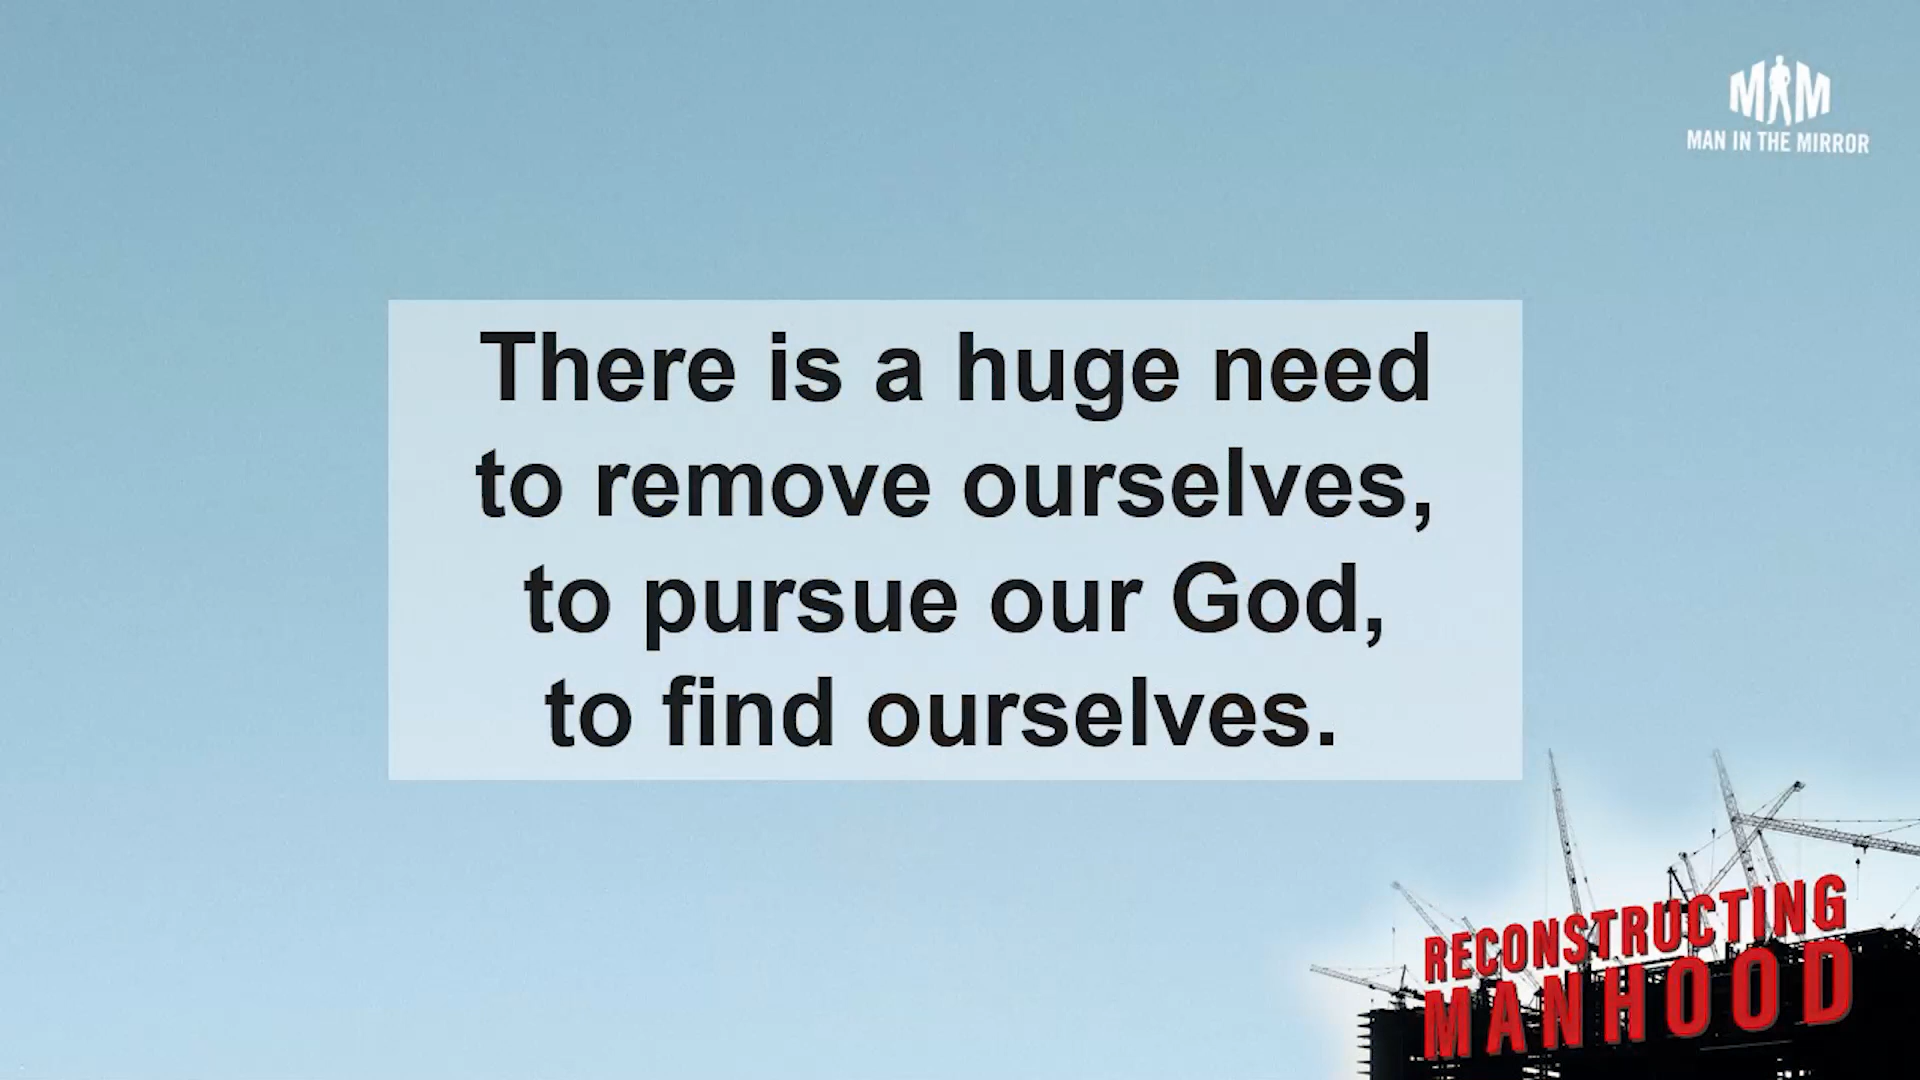 MAN IN THE MIRROR
There is a huge need
to remove ourselves,
to pursue our God,
to find ourselves.
RECONSTRUCTING
MANHOOD